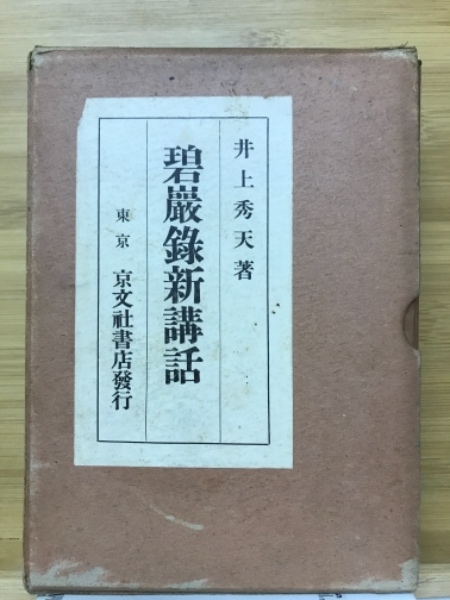 井上秀天著
碧巖錄新講話
東京 京文社書店發行